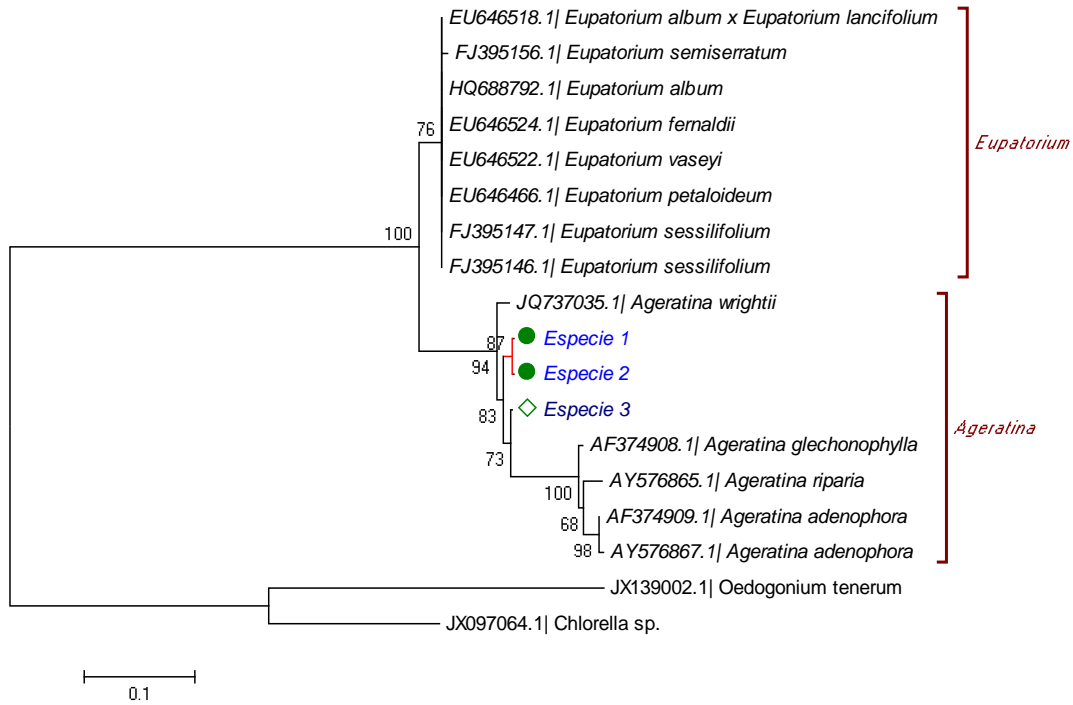 EU646518.1| Eupatorium album x Eupatorium lancifolium
FJ395156.1| Eupatorium semiserratum
HQ688792.1| Eupatorium album
EU646524.1| Eupatorium fernaldii
76
EU646522.1| Eupatorium vaseyi
Eupatorium
EU646466.1| Eupatorium petaloideum
FJ395147.1| Eupatorium sessilifolium
100
FJ395146.1| Eupatorium sessilifolium
JQ737035.1| Ageratina wrightii
Especie 1
87
94
Especie 2
Especie 3
83
Ageratina
AF374908.1| Ageratina glechonophylla
73
AY576865.1| Ageratina riparia
100
AF374909.1| Ageratina adenophora
68
AY576867.1| Ageratina adenophora
98
JX139002.1| Oedogonium tenerum
JX097064.1| Chlorella sp.
0.1